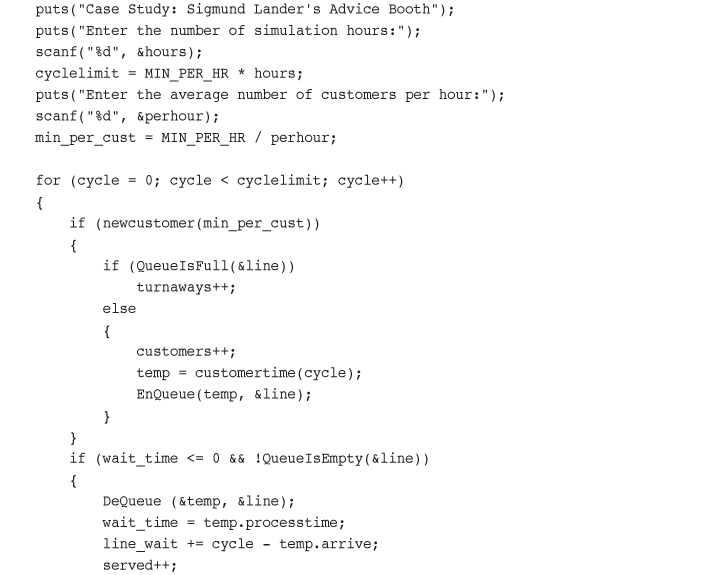 puts("Case Study: Sigmund Lander's Advice Booth");
puts("Enter the number of simulation hours:");
scanf("%d", &hours);
cyclelimit = MIN_PER_HR * hours;
puts("Enter the average number of customers per hour:");
scanf("%d", &perhour);
min_per_cust = MIN_PER_HR / perhour;

for (cycle = 0; cycle < cyclelimit; cycle++)
{
    if (newcustomer(min_per_cust))
    {
        if (QueueIsFull(&line))
            turnaways++;
        else
        {
            customers++;
            temp = customertime(cycle);
            EnQueue(temp, &line);
        }
    }
    if (wait_time <= 0 && !QueueIsEmpty(&line))
    {
        DeQueue (&temp, &line);
        wait_time = temp.processtime;
        line_wait += cycle - temp.arrive;
        served++;